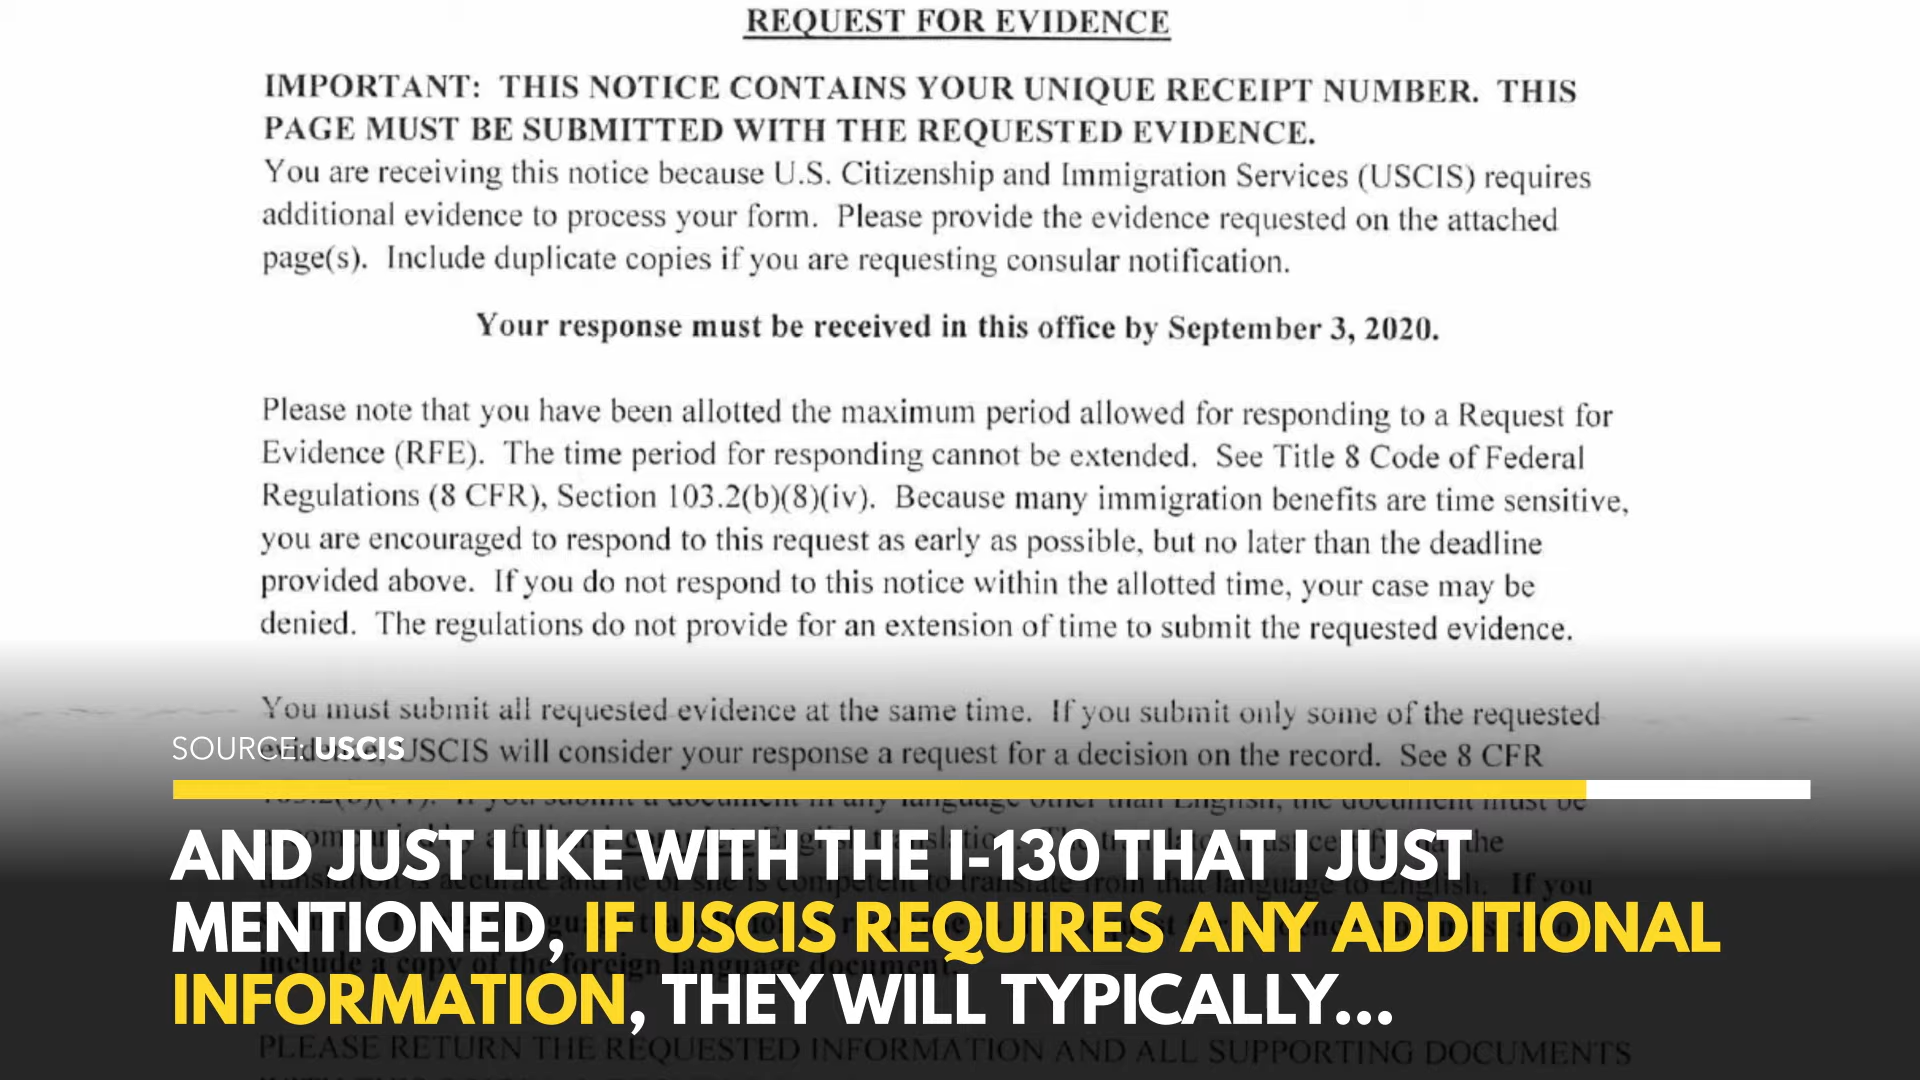 REQUEST FOR EVIDENCE
IMPORTANT: THIS NOTICE CONTAINS YOUR UNIQUE RECEIPT NUMBER. THIS
PAGE MUST BE SUBMITTED WITH THE REQUESTED EVIDENCE.
You are receiving this notice because U.S. Citizenship and Immigration Services (USCIS) requires
additional evidence to process your form. Please provide the evidence requested on the attached
page(s). Include duplicate copies if you are requesting consular notification.
Your response must be received in this office by September 3, 2020.
Please note that you have been allotted the maximum period allowed for responding to a Request for
Evidence (RFE). The time period for responding cannot be extended. See Title 8 Code of Federal
Regulations (8 CFR), Section 103.2(b)(8)(iv). Because many immigration benefits are time sensitive,
you are encouraged to respond to this request as early as possible, but no later than the deadline
provided above. If you do not respond to this notice within the allotted time, your case may be
denied. The regulations do not provide for an extension of time to submit the requested evidence.
You must submit all requested evidence at the same time. If you submit only some of the requested
USCIS will consider your response a request for a decision on the record. See 8 CFR
SOURCE: USCIS
AND JUST LIKE WITH THE I-130 THAT I JUST
MENTIONED, IF USCIS REQUIRES ANY ADDITIONAL
INFORMATION, THEY WILL TYPICALLY...
include a copy of the foreign language document.
PLEASE RETURN THE REQUESTED INFORMATION AND ALL SUPPORTING DOCUMENTS